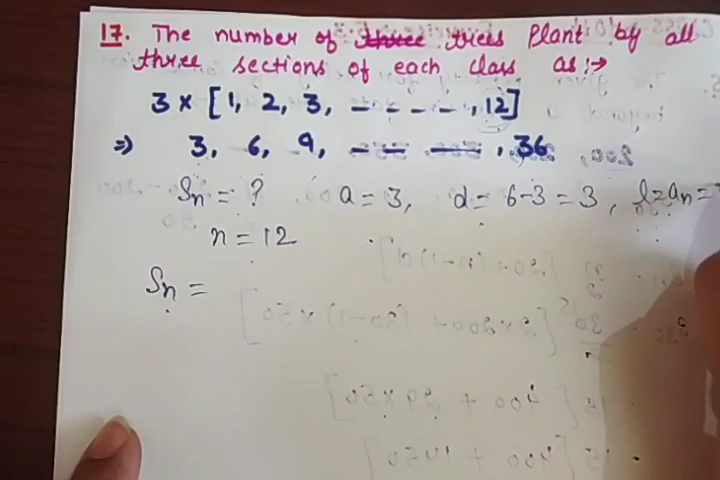 17. The number of trees Plant by all
three sections of each class as :→
3 × [1, 2, 3, - - - - , 12]
⇒ 3, 6, 9, - - - , 36
Sn = ? a = 3, d = 6-3 = 3, l = an =
n = 12
Sn =